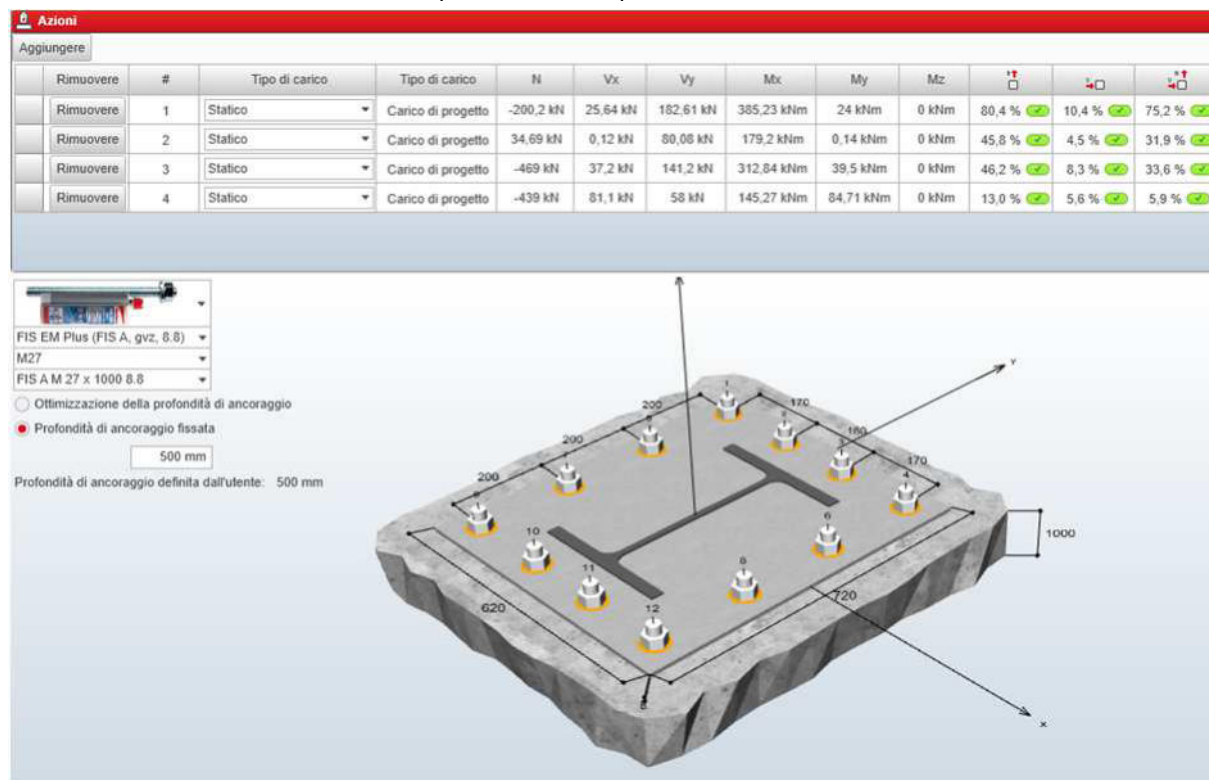 Azioni
Aggiungere
Rimuovere # Tipo di carico Tipo di carico N Vx Vy Mx My Mz
Rimuovere 1 Statico Carico di progetto -200,2 kN 25,64 kN 182,61 kN 385,23 kNm 24 kNm 0 kNm 80,4 % 10,4 % 75,2 %
Rimuovere 2 Statico Carico di progetto 34,69 kN 0,12 kN 80,08 kN 179,2 kNm 0,14 kNm 0 kNm 45,8 % 4,5 % 31,9 %
Rimuovere 3 Statico Carico di progetto -469 kN 37,2 kN 141,2 kN 312,84 kNm 39,5 kNm 0 kNm 46,2 % 8,3 % 33,6 %
Rimuovere 4 Statico Carico di progetto -439 kN 81,1 kN 58 kN 145,27 kNm 84,71 kNm 0 kNm 13,0 % 5,6 % 5,9 %
FIS EM Plus (FIS A, gvz, 8.8)
M27
FIS A M 27 x 1000 8.8
Ottimizzazione della profondità di ancoraggio
Profondità di ancoraggio fissata
500 mm
Profondità di ancoraggio definita dall'utente: 500 mm
Y
1
200
170
2
200
160
3
170
200
4
6
10
1000
11
8
620
12
720
x